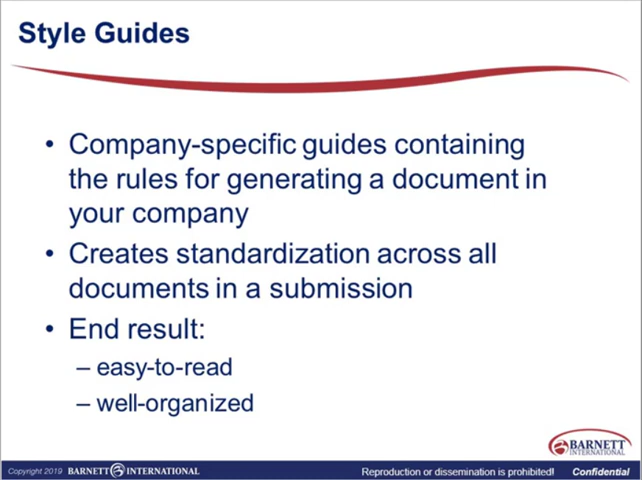 Style Guides
• Company-specific guides containing
the rules for generating a document in
your company
• Creates standardization across all
documents in a submission
• End result:
– easy-to-read
– well-organized
BARNETT
INTERNATIONAL
Copyright 2019 BARNETT INTERNATIONAL Reproduction or dissemination is prohibited! Confidential